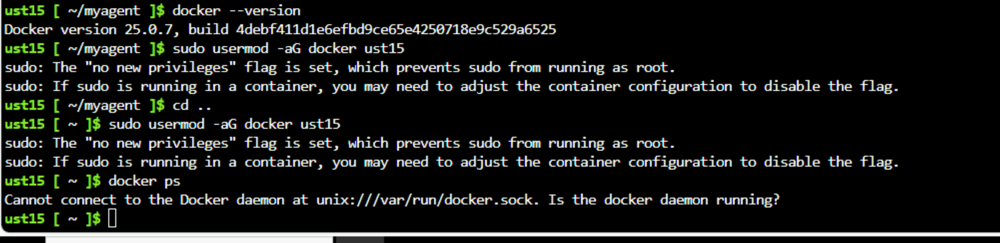 ust15 [ ~/myagent ]$ docker --version
Docker version 25.0.7, build 4debf411d1e6efbd9ce65e4250718e9c529a6525
ust15 [ ~/myagent ]$ sudo usermod -aG docker ust15
sudo: The "no new privileges" flag is set, which prevents sudo from running as root.
sudo: If sudo is running in a container, you may need to adjust the container configuration to disable the flag.
ust15 [ ~/myagent ]$ cd ..
ust15 [ ~ ]$ sudo usermod -aG docker ust15
sudo: The "no new privileges" flag is set, which prevents sudo from running as root.
sudo: If sudo is running in a container, you may need to adjust the container configuration to disable the flag.
ust15 [ ~ ]$ docker ps
Cannot connect to the Docker daemon at unix:///var/run/docker.sock. Is the docker daemon running?
ust15 [ ~ ]$